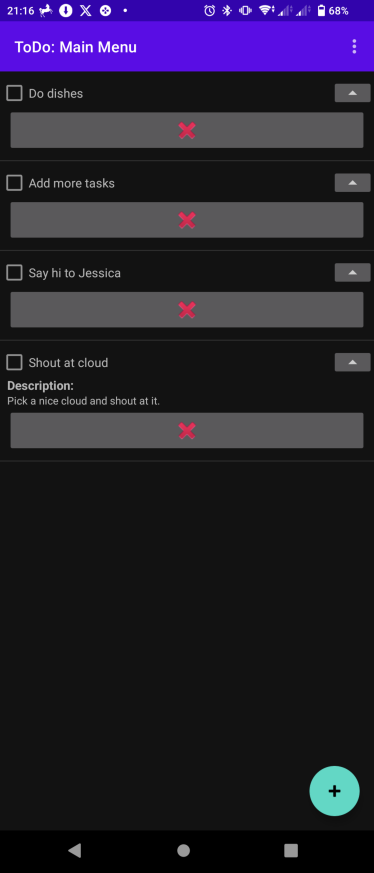 21:16
68%
ToDo: Main Menu
Do dishes
Add more tasks
Say hi to Jessica
Shout at cloud
Description:
Pick a nice cloud and shout at it.